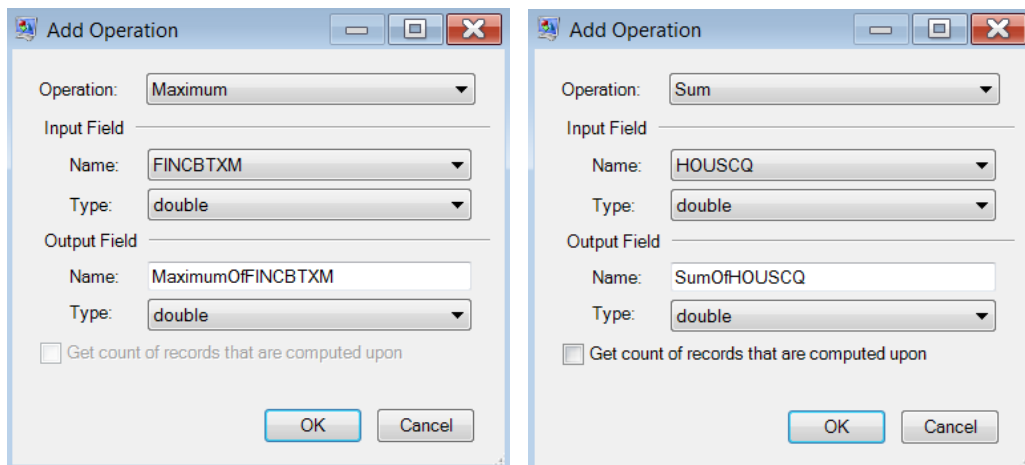 Add Operation
Operation: Maximum
Input Field
Name: FINCBTXM
Type: double
Output Field
Name: MaximumOfFINCBTXM
Type: double
Get count of records that are computed upon
OK Cancel
Add Operation
Operation: Sum
Input Field
Name: HOUSCQ
Type: double
Output Field
Name: SumOfHOUSCQ
Type: double
Get count of records that are computed upon
OK Cancel